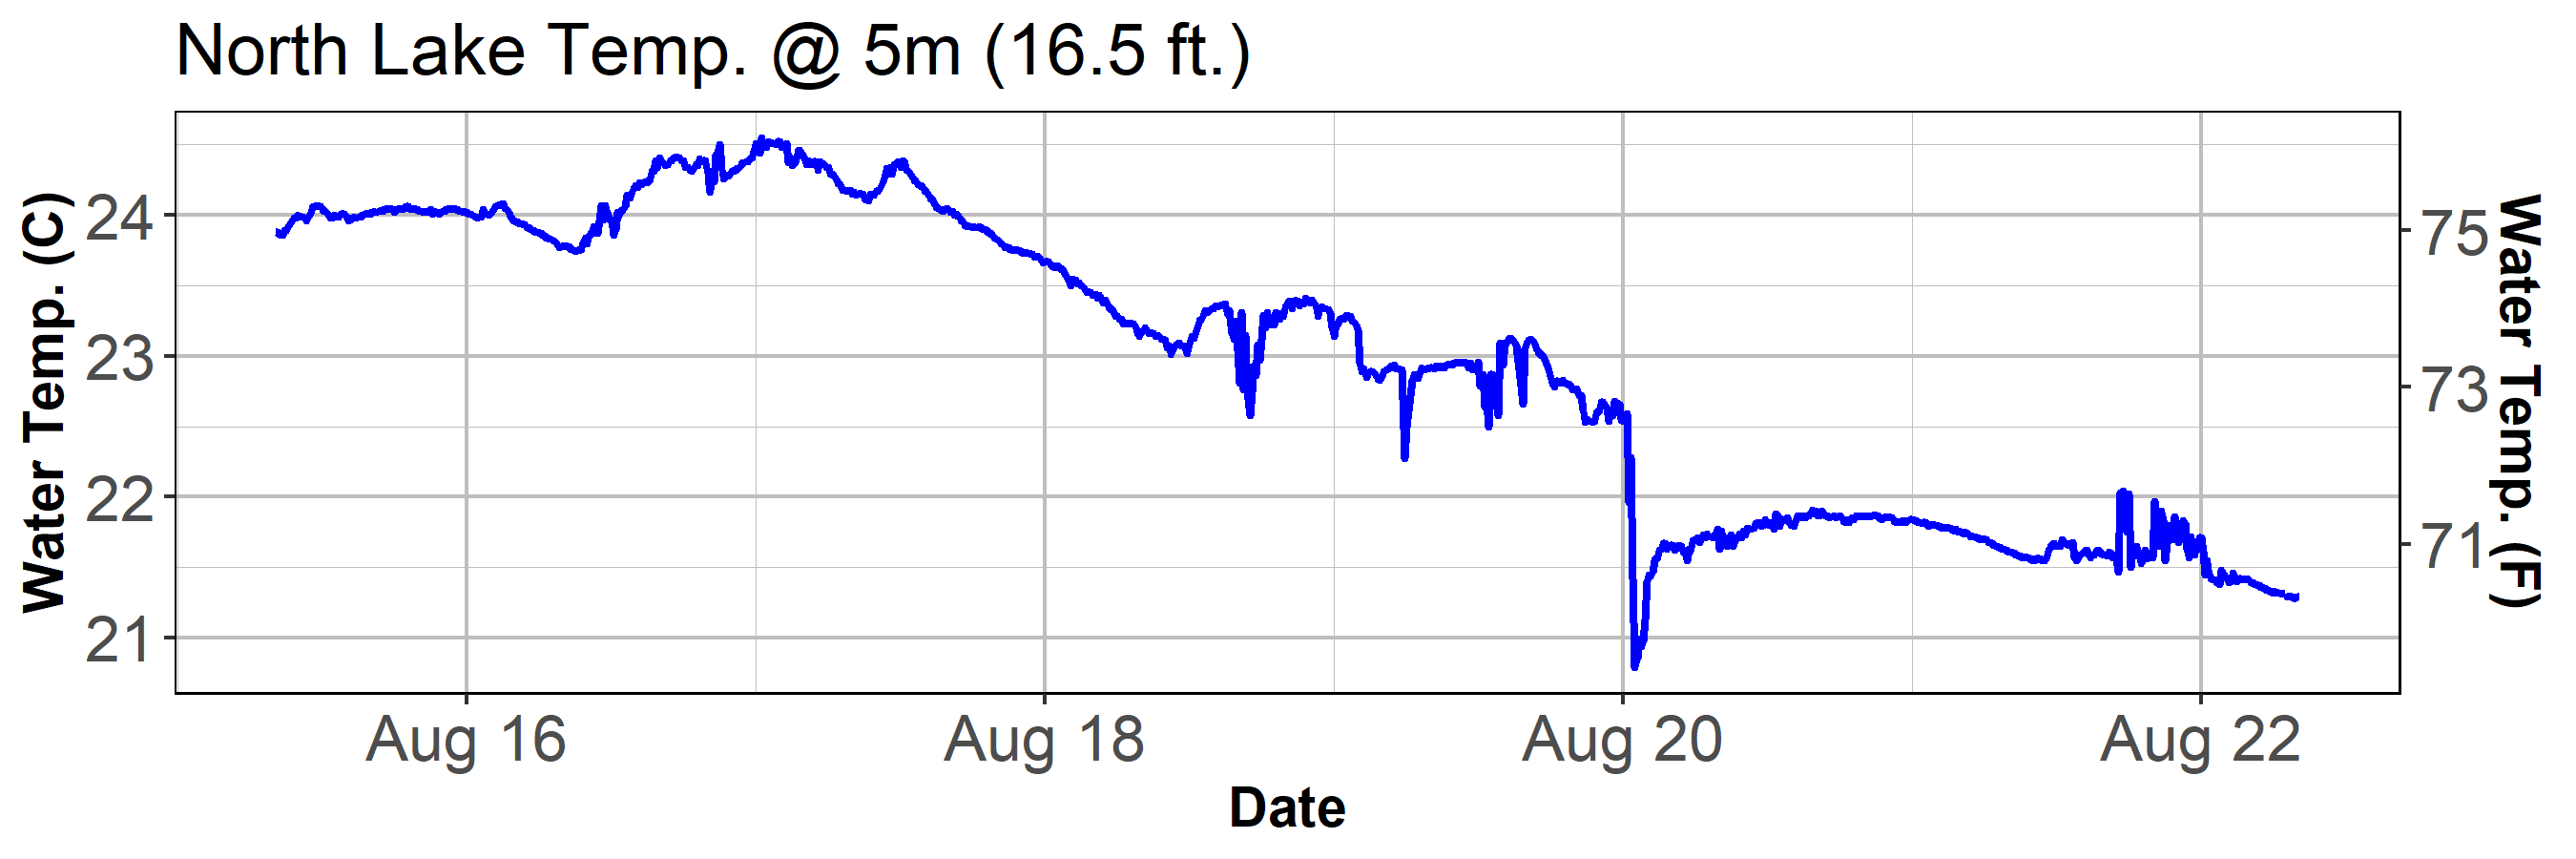 North Lake Temp. @ 5m (16.5 ft.)
Water Temp. (C)
24
23
22
21
75
73
71
Water Temp. (F)
Aug 16 Aug 18 Aug 20 Aug 22
Date